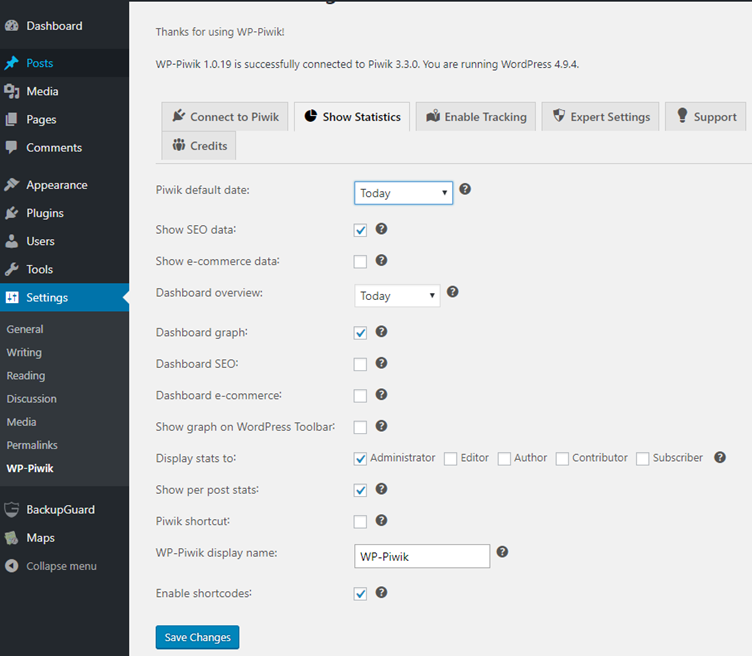 Dashboard
Posts
Media
Pages
Comments
Appearance
Plugins
Users
Tools
Settings
General
Writing
Reading
Discussion
Media
Permalinks
WP-Piwik
BackupGuard
Maps
Collapse menu
Thanks for using WP-Piwik!
WP-Piwik 1.0.19 is successfully connected to Piwik 3.3.0. You are running WordPress 4.9.4.
Connect to Piwik Show Statistics Enable Tracking Expert Settings Support
Credits
Piwik default date: Today
Show SEO data:
Show e-commerce data:
Dashboard overview: Today
Dashboard graph:
Dashboard SEO:
Dashboard e-commerce:
Show graph on WordPress Toolbar:
Display stats to: Administrator Editor Author Contributor Subscriber
Show per post stats:
Piwik shortcut:
WP-Piwik display name: WP-Piwik
Enable shortcodes:
Save Changes